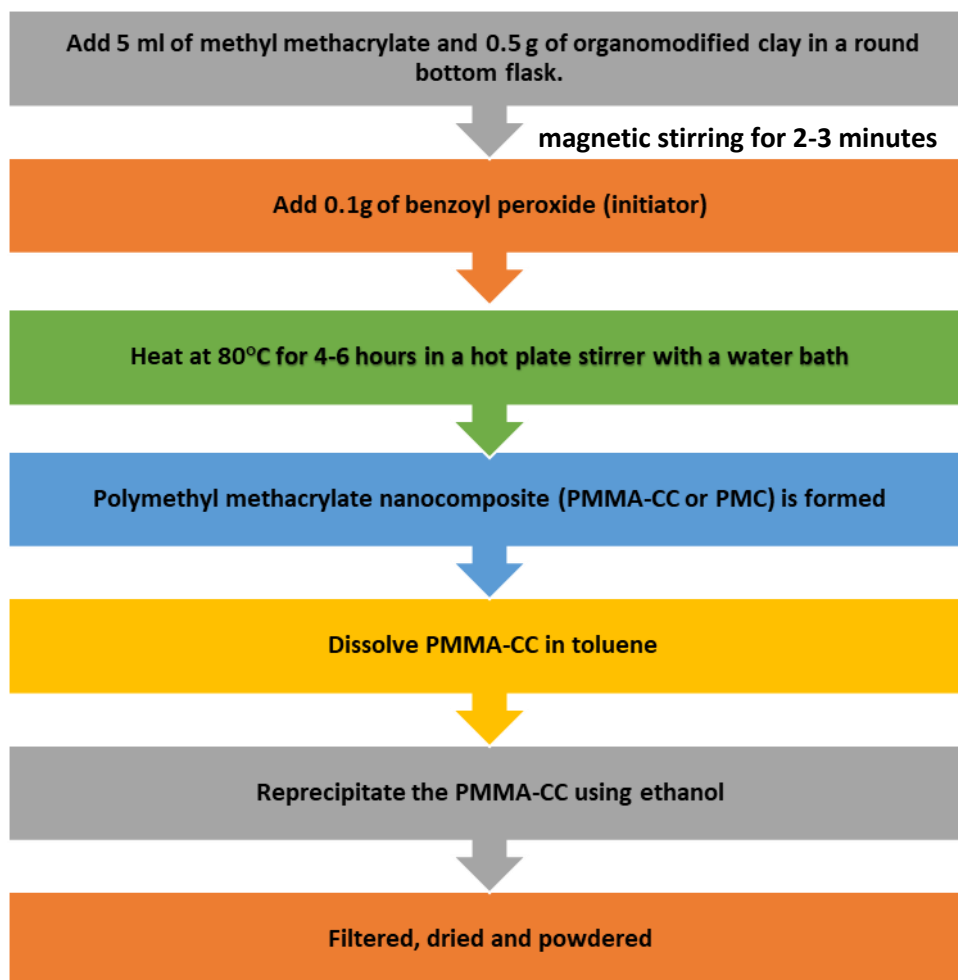 Add 5 ml of methyl methacrylate and 0.5 g of organomodified clay in a round
bottom flask.
magnetic stirring for 2-3 minutes
Add 0.1g of benzoyl peroxide (initiator)
Heat at 80°C for 4-6 hours in a hot plate stirrer with a water bath
Polymethyl methacrylate nanocomposite (PMMA-CC or PMC) is formed
Dissolve PMMA-CC in toluene
Reprecipitate the PMMA-CC using ethanol
Filtered, dried and powdered